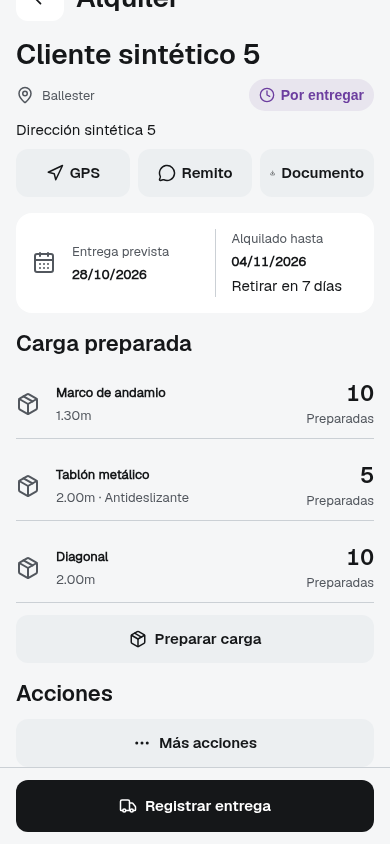 Alquiler
Cliente sintético 5
Ballester
Por entregar
Dirección sintética 5
GPS
Remito
Documento
Entrega prevista
28/10/2026
Alquilado hasta
04/11/2026
Retirar en 7 días
Carga preparada
Marco de andamio
1.30m
10
Preparadas
Tablón metálico
2.00m · Antideslizante
5
Preparadas
Diagonal
2.00m
10
Preparadas
Preparar carga
Acciones
Más acciones
Registrar entrega